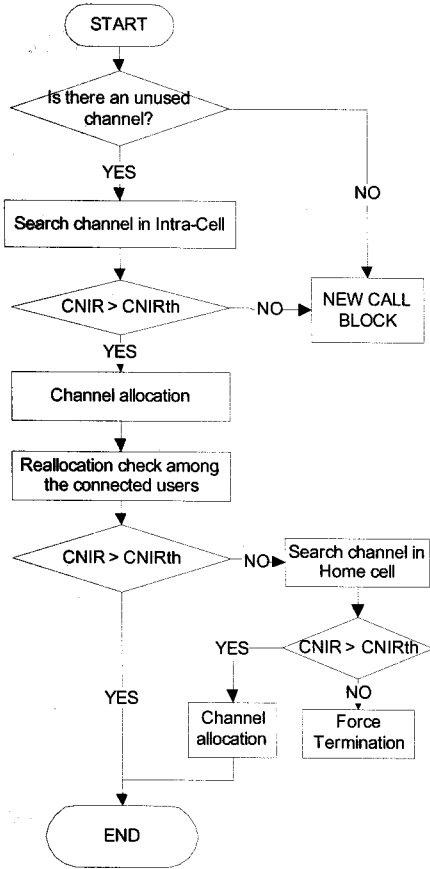 START
Is there an unused
channel?
YES
NO
Search channel in Intra-Cell
CNIR > CNIRth
NO
NEW CALL
BLOCK
YES
Channel allocation
Reallocation check among
the connected users
CNIR > CNIRth
NO
Search channel in
Home cell
YES
CNIR > CNIRth
YES
NO
Channel
allocation
Force
Termination
END